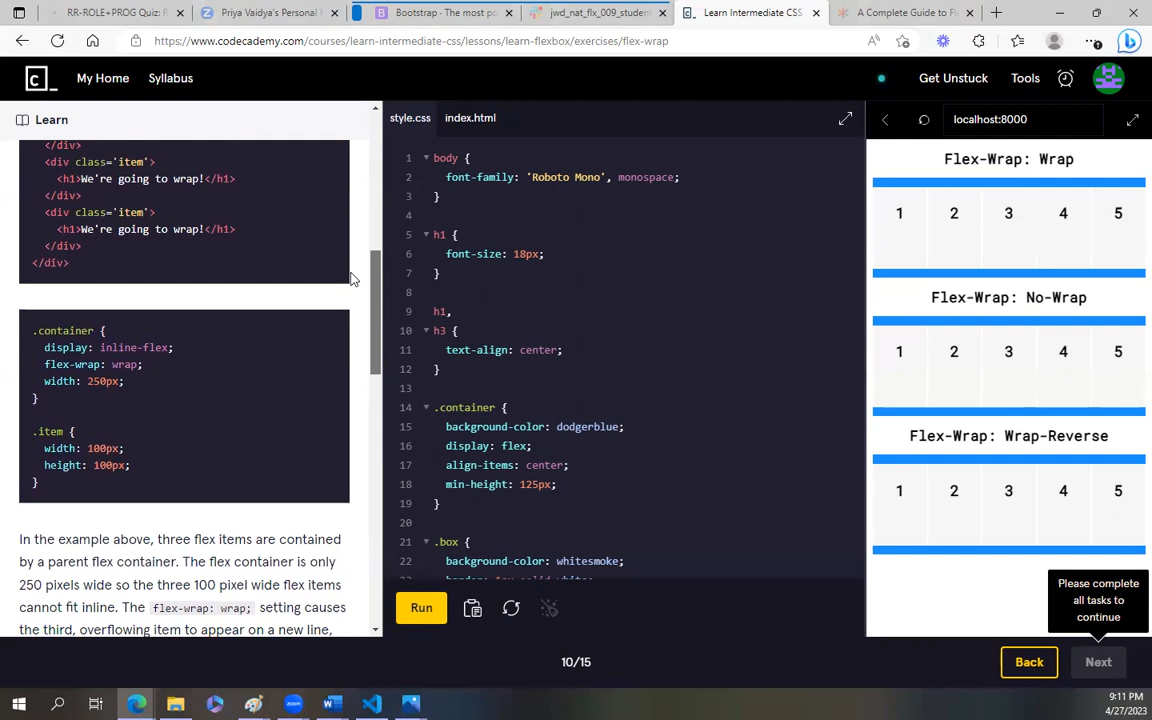 RR-ROLE+PROG Quiz: R
Priya Vaidya's Personal
Bootstrap - The most po
jwd_nat_flx_009_student
Learn Intermediate CSS
A Complete Guide to Fl
https://www.codecademy.com/courses/learn-intermediate-css/lessons/learn-flexbox/exercises/flex-wrap
My Home
Syllabus
Get Unstuck
Tools
Learn
</div>
<div class='item'>
<h1>We're going to wrap!</h1>
</div>
<div class='item'>
<h1>We're going to wrap!</h1>
</div>
</div>
.container {
display: inline-flex;
flex-wrap: wrap;
width: 250px;
}
.item {
width: 100px;
height: 100px;
}
In the example above, three flex items are contained
by a parent flex container. The flex container is only
250 pixels wide so the three 100 pixel wide flex items
cannot fit inline. The flex-wrap: wrap; setting causes
the third, overflowing item to appear on a new line,
style.css
index.html
1 body {
2 font-family: 'Roboto Mono', monospace;
3 }
4
5 h1 {
6 font-size: 18px;
7 }
8
9 h1,
10 h3 {
11 text-align: center;
12 }
13
14 .container {
15 background-color: dodgerblue;
16 display: flex;
17 align-items: center;
18 min-height: 125px;
19 }
20
21 .box {
22 background-color: whitesmoke;
Run
localhost:8000
Flex-Wrap: Wrap
1 2 3 4 5
Flex-Wrap: No-Wrap
1 2 3 4 5
Flex-Wrap: Wrap-Reverse
1 2 3 4 5
Please complete
all tasks to
continue
10/15
Back
Next
9:11 PM
4/27/2023